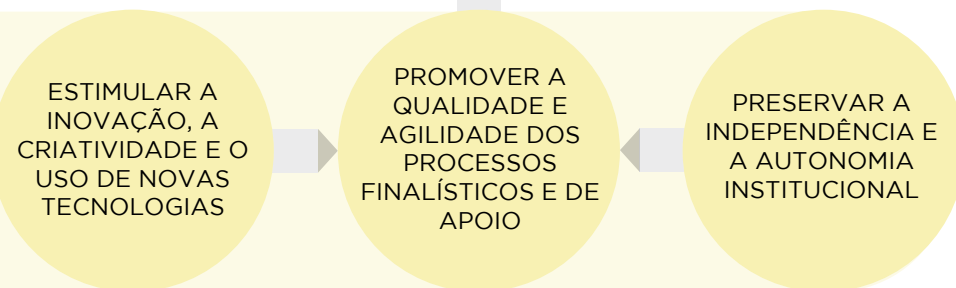 ESTIMULAR A
INOVAÇÃO, A
CRIATIVIDADE E O
USO DE NOVAS
TECNOLOGIAS
PROMOVER A
QUALIDADE E
AGILIDADE DOS
PROCESSOS
FINALÍSTICOS E DE
APOIO
PRESERVAR A
INDEPENDÊNCIA E
A AUTONOMIA
INSTITUCIONAL